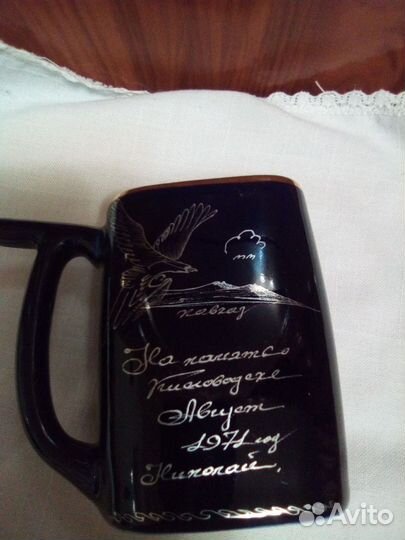 кавказ
На память о
Кисловодске
Август
1971 год
Николай.
Avito